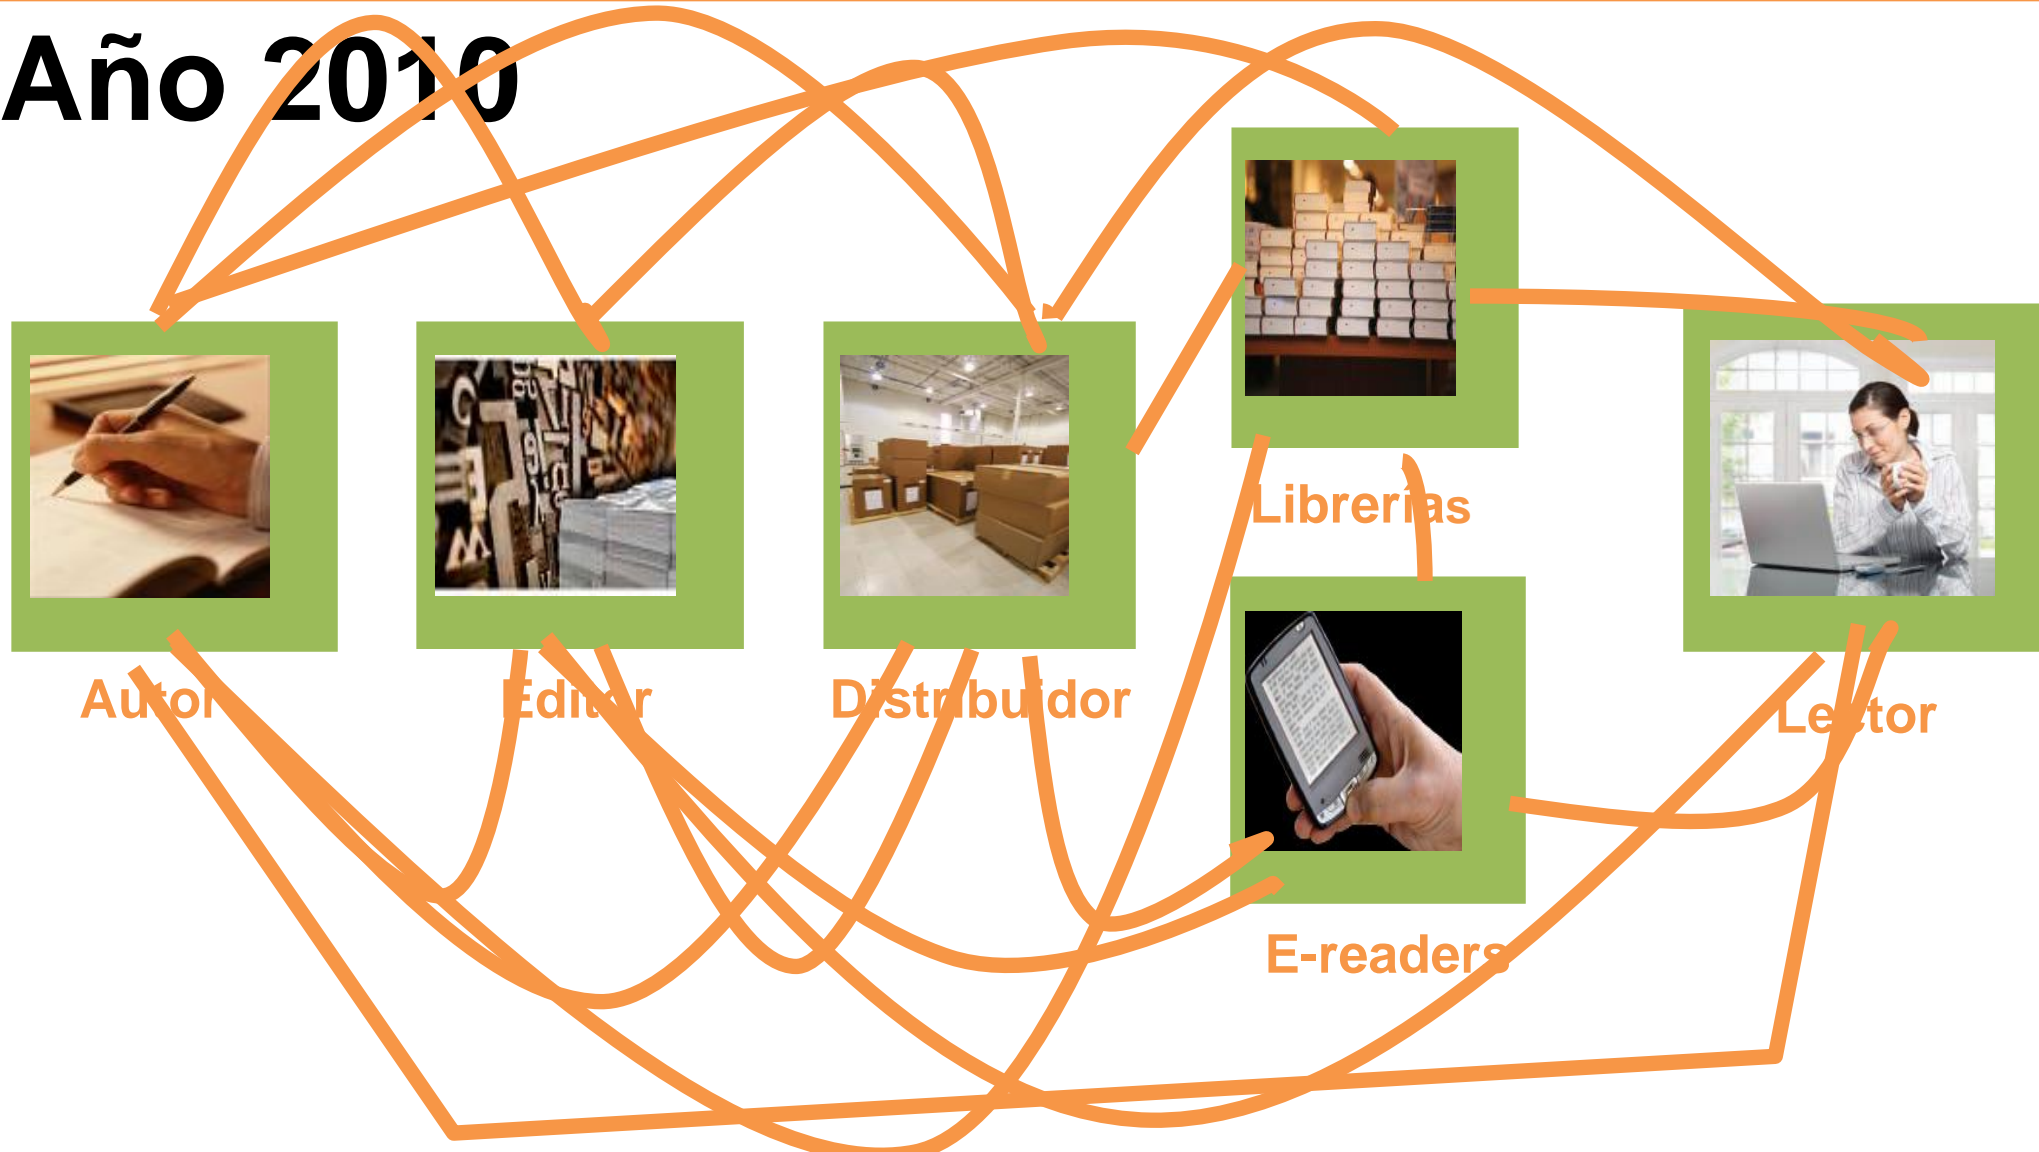 Año 2010
Librerías
Autor
Editor
Distribuidor
Lector
E-readers